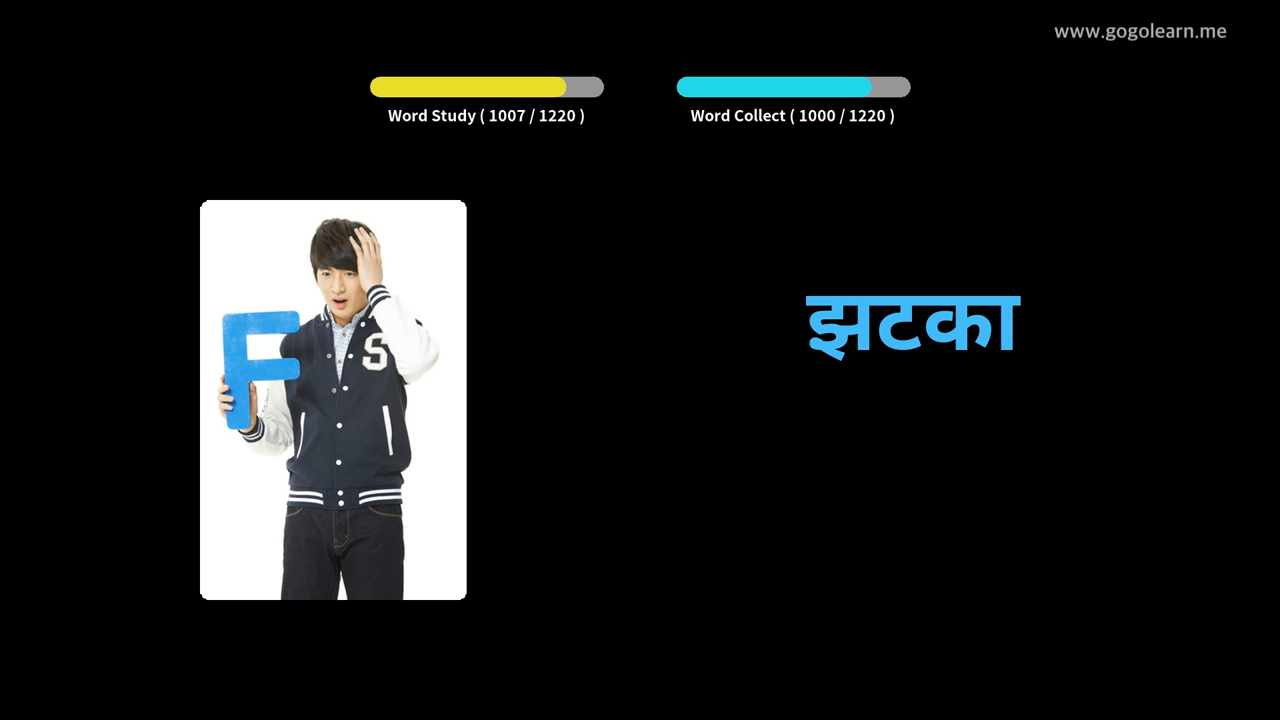 www.gogolearn.me
Word Study ( 1007 / 1220 )
Word Collect ( 1000 / 1220 )
F
S
झटका